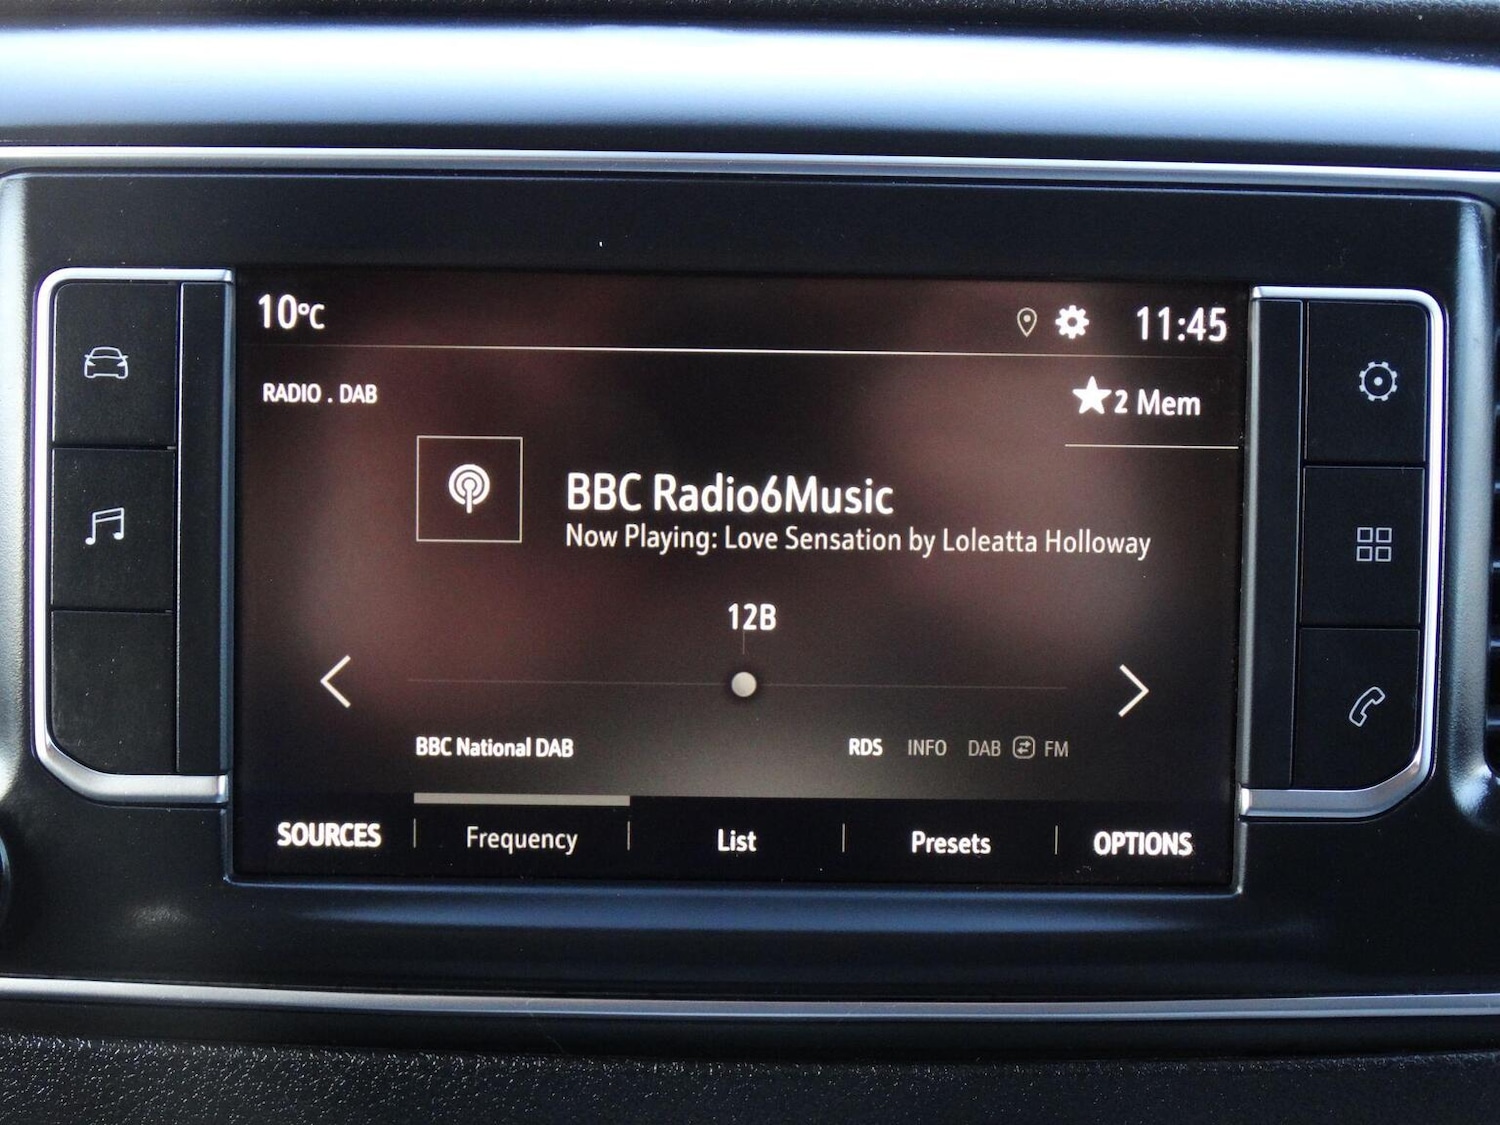 10°C 11:45
RADIO . DAB
★2 Mem
BBC Radio6Music
Now Playing: Love Sensation by Loleatta Holloway
12B
BBC National DAB RDS INFO DAB FM
SOURCES Frequency List Presets OPTIONS